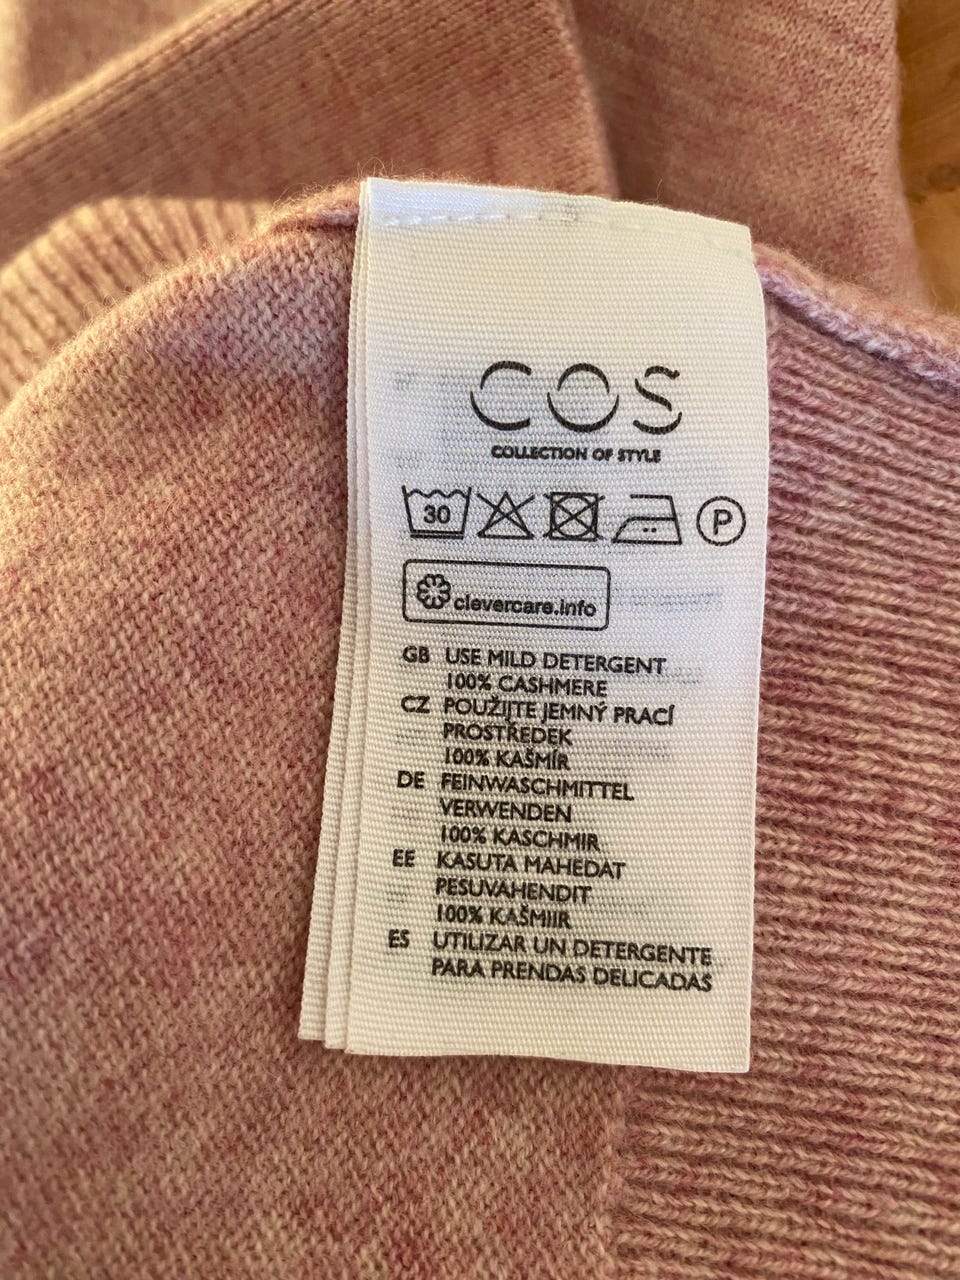 COS
COLLECTION OF STYLE
30
P
clevercare.info
GB USE MILD DETERGENT
100% CASHMERE
CZ POUŽIJTE JEMNÝ PRACÍ
PROSTŘEDEK
100% KAŠMÍR
DE FEINWASCHMITTEL
VERWENDEN
100% KASCHMIR
EE KASUTA MAHEDAT
PESUVAHENDIT
100% KAŠMIIR
ES UTILIZAR UN DETERGENTE
PARA PRENDAS DELICADAS